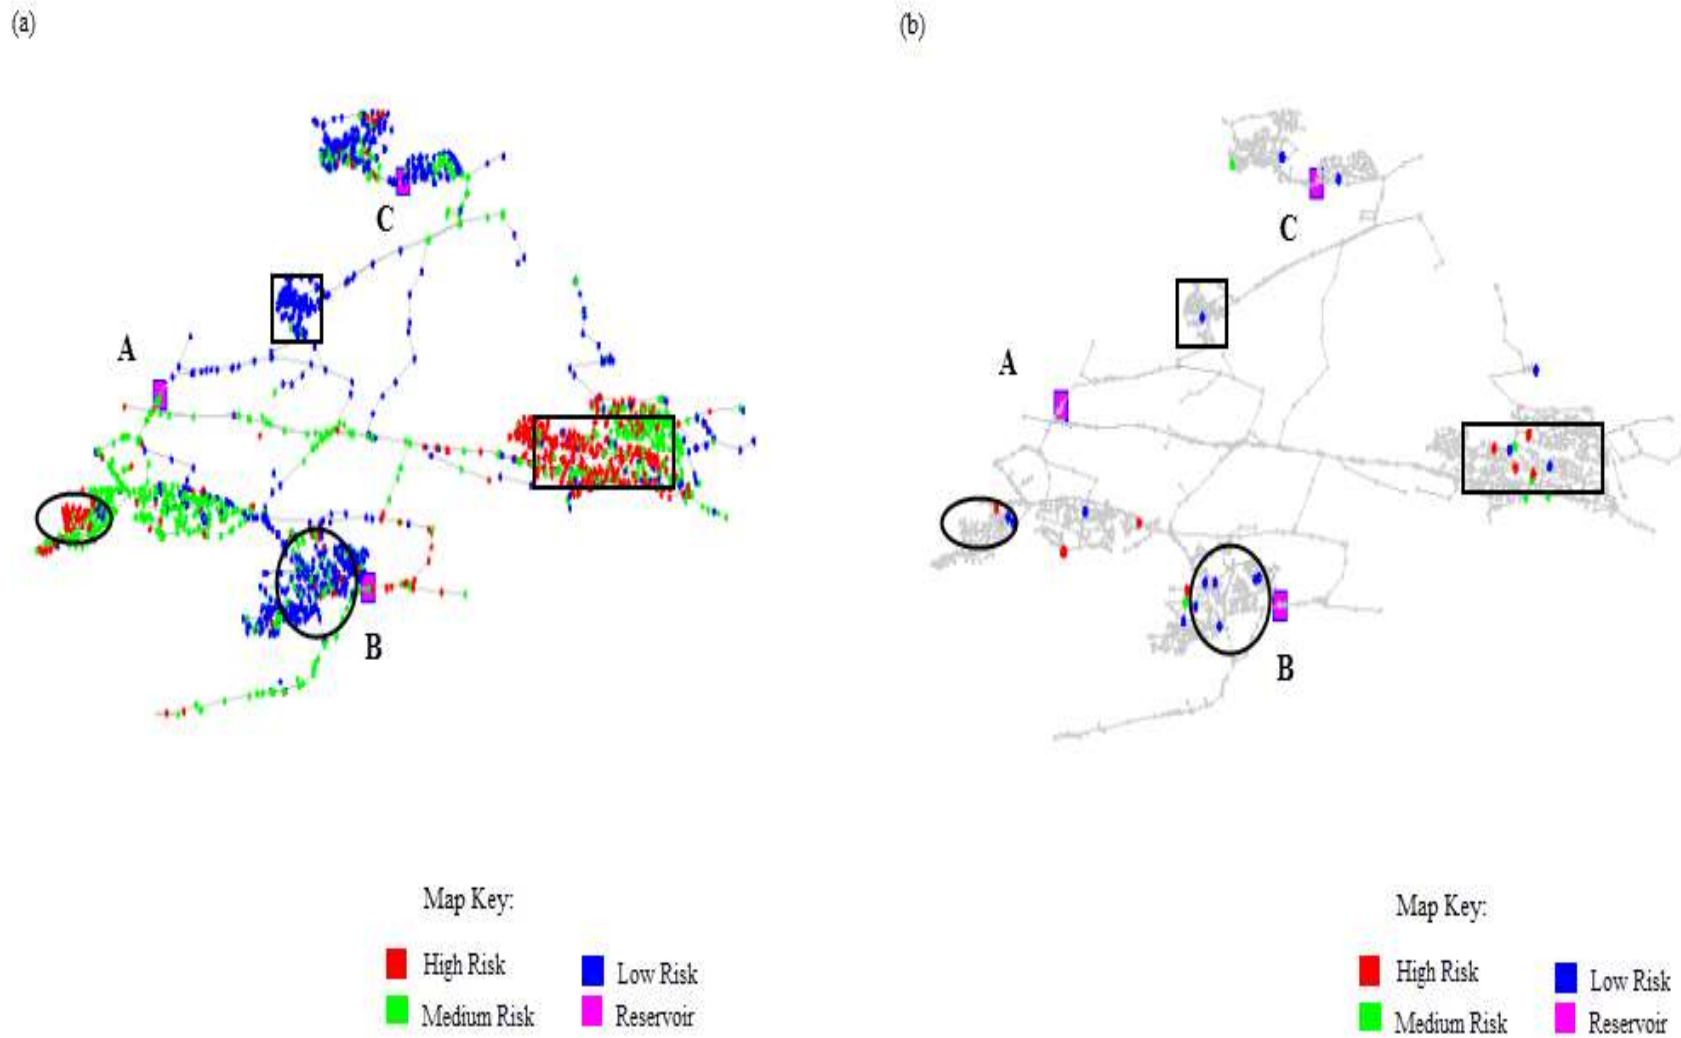 (a)
(b)
C
C
A
A
B
B
Map Key:
High Risk
Low Risk
Medium Risk
Reservoir
Map Key:
High Risk
Low Risk
Medium Risk
Reservoir